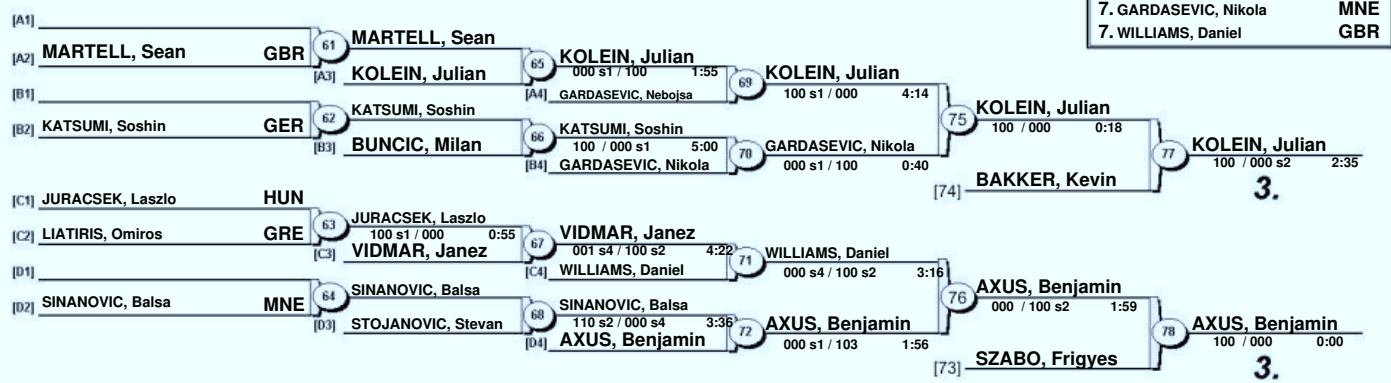 7. GARDASEVIC, Nikola MNE
7. WILLIAMS, Daniel GBR
[A1]
[A2] MARTELL, Sean GBR
61 MARTELL, Sean
[A3] KOLEIN, Julian
65 KOLEIN, Julian
000 s1 / 100 1:55
[A4] GARDASEVIC, Nebojsa
69 KOLEIN, Julian
100 s1 / 000 4:14
[B1]
[B2] KATSUMI, Soshin GER
62 KATSUMI, Soshin
[B3] BUNCIC, Milan
66 KATSUMI, Soshin
100 / 000 s1 5:00
[B4] GARDASEVIC, Nikola
70 GARDASEVIC, Nikola
000 s1 / 100 0:40
75 KOLEIN, Julian
100 / 000 0:18
[74] BAKKER, Kevin
77 KOLEIN, Julian
100 / 000 s2 2:35
3.
[C1] JURACSEK, Laszlo HUN
[C2] LIATIRIS, Omiros GRE
63 JURACSEK, Laszlo
100 s1 / 000 0:55
[C3] VIDMAR, Janez
67 VIDMAR, Janez
001 s4 / 100 s2 4:22
[C4] WILLIAMS, Daniel
71 WILLIAMS, Daniel
000 s4 / 100 s2 3:16
[D1]
[D2] SINANOVIC, Balsa MNE
64 SINANOVIC, Balsa
[D3] STOJANOVIC, Stevan
68 SINANOVIC, Balsa
110 s2 / 000 s4 3:36
[D4] AXUS, Benjamin
72 AXUS, Benjamin
000 s1 / 103 1:56
76 AXUS, Benjamin
000 / 100 s2 1:59
[73] SZABO, Frigyes
78 AXUS, Benjamin
100 / 000 0:00
3.